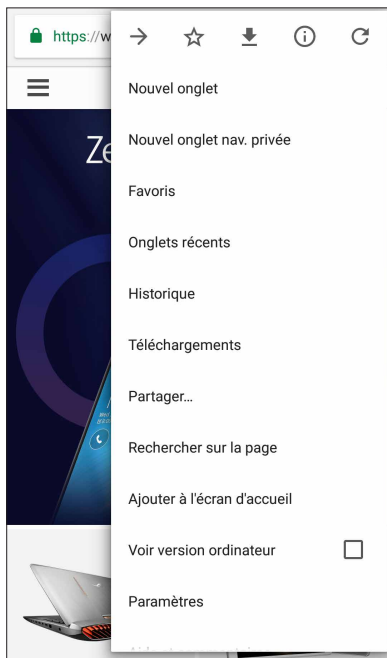 https://w
Nouvel onglet
Ze
Nouvel onglet nav. privée
Favoris
Onglets récents
Historique
Téléchargements
Partager...
Rechercher sur la page
Ajouter à l'écran d'accueil
Voir version ordinateur
Paramètres